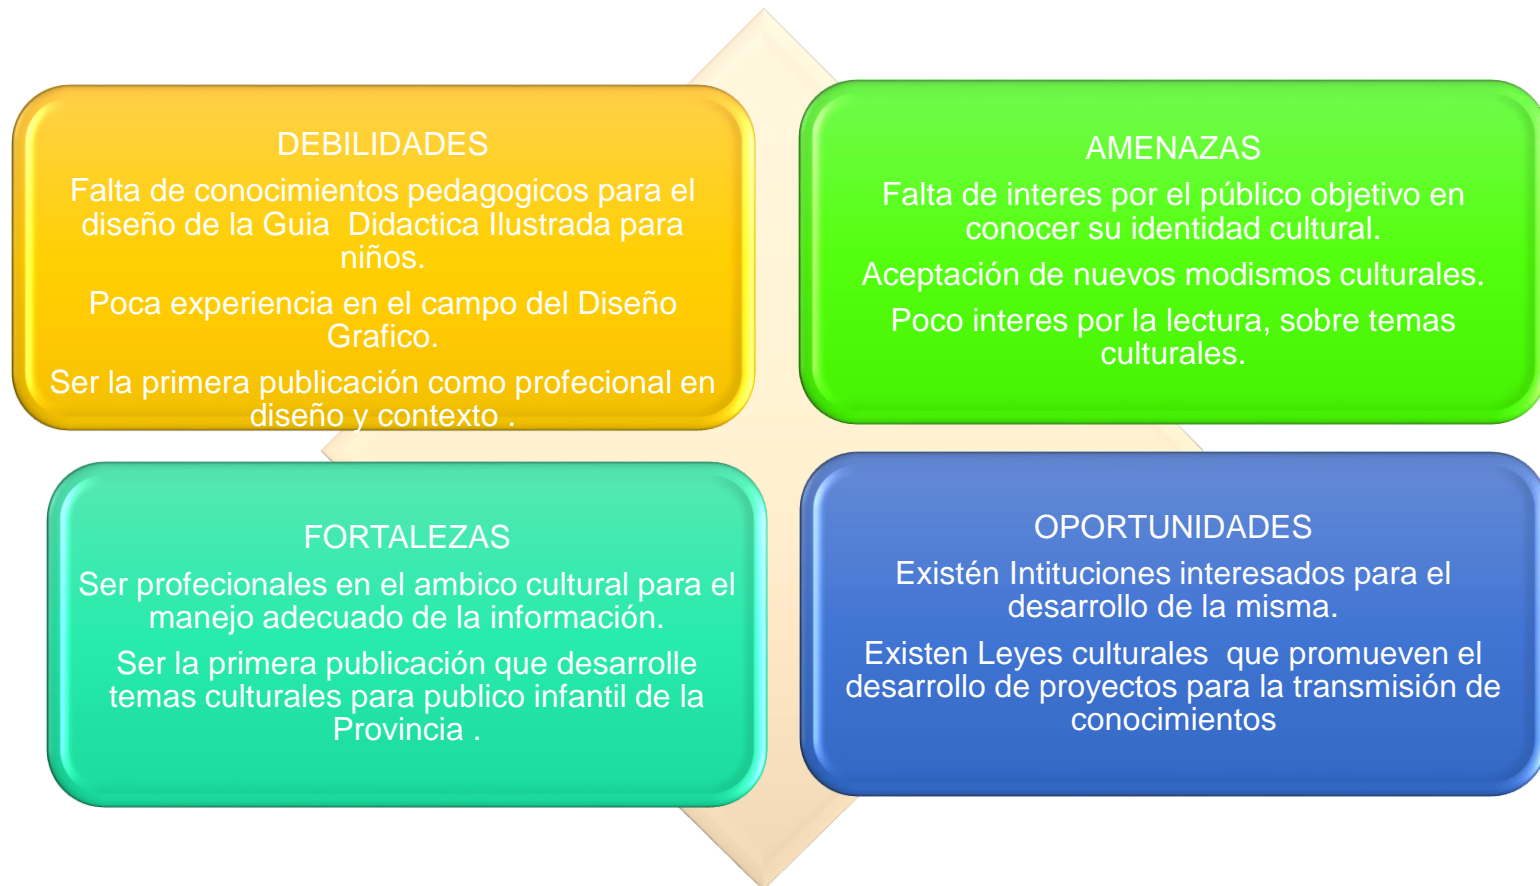 DEBILIDADES
Falta de conocimientos pedagogicos para el
diseño de la Guia  Didactica Ilustrada para
niños.
Poca experiencia en el campo del Diseño
Grafico.
Ser la primera publicación como profecional en
diseño y contexto .
AMENAZAS
Falta de interes por el público objetivo en
conocer su identidad cultural.
Aceptación de nuevos modismos culturales.
Poco interes por la lectura, sobre temas
culturales.
FORTALEZAS
Ser profecionales en el ambico cultural para el
manejo adecuado de la información.
Ser la primera publicación que desarrolle
temas culturales para publico infantil de la
Provincia .
OPORTUNIDADES
Existén Intituciones interesados para el
desarrollo de la misma.
Existen Leyes culturales  que promueven el
desarrollo de proyectos para la transmisión de
conocimientos